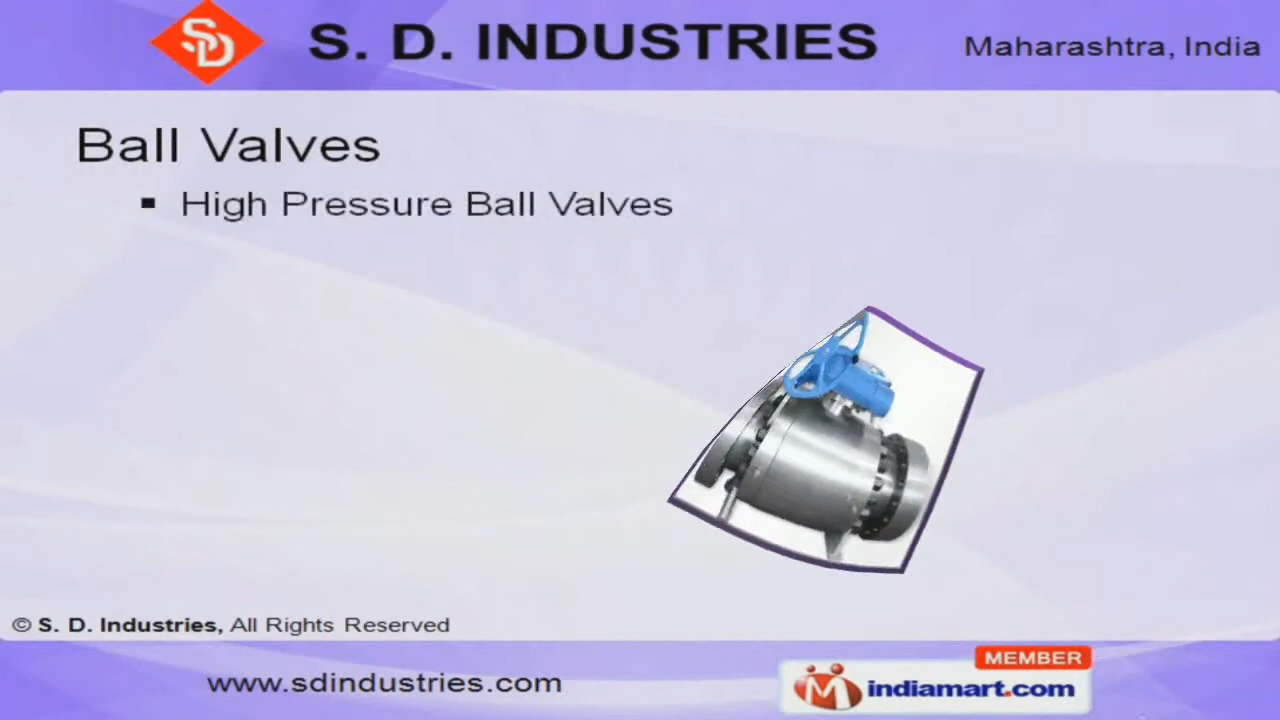 SD
S. D. INDUSTRIES
Maharashtra, India
Ball Valves
▪ High Pressure Ball Valves
© S. D. Industries, All Rights Reserved
www.sdindustries.com
MEMBER
indiamart.com